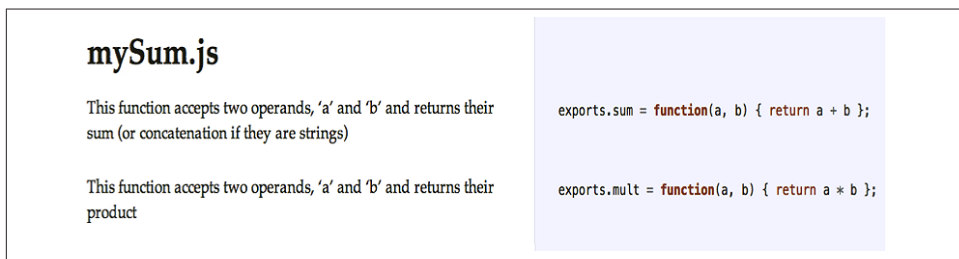 mySum.js
This function accepts two operands, ‘a’ and ‘b’ and returns their
sum (or concatenation if they are strings)
exports.sum = function(a, b) { return a + b };
This function accepts two operands, ‘a’ and ‘b’ and returns their
product
exports.mult = function(a, b) { return a * b };